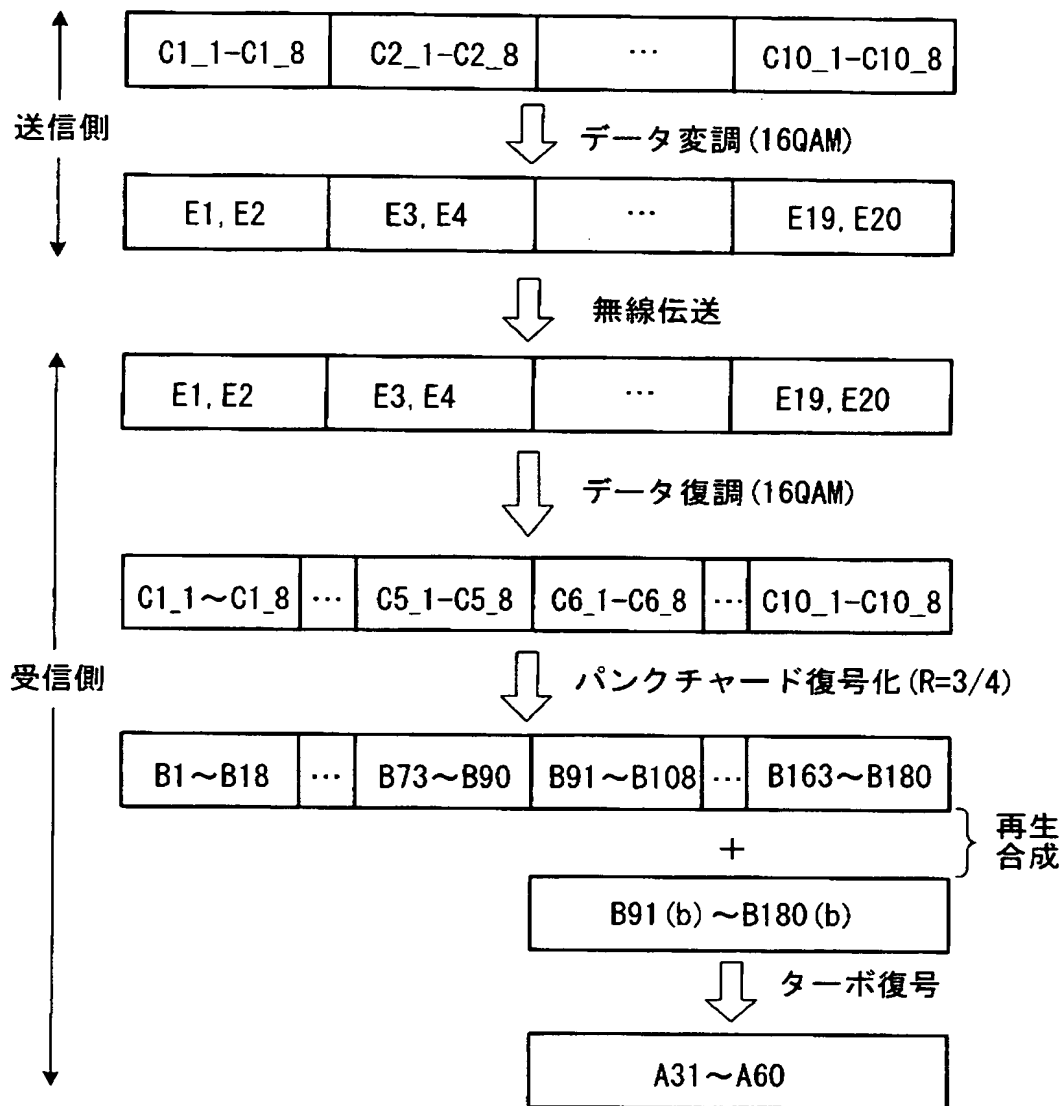 C1_1-C1_8 C2_1-C2_8 … C10_1-C10_8
送信側
データ変調(16QAM)
E1, E2 E3, E4 … E19, E20
無線伝送
E1, E2 E3, E4 … E19, E20
データ復調(16QAM)
C1_1～C1_8 … C5_1-C5_8 C6_1-C6_8 … C10_1-C10_8
受信側
パンクチャード復号化(R=3/4)
B1～B18 … B73～B90 B91～B108 … B163～B180
+
再生
合成
B91(b)～B180(b)
ターボ復号
A31～A60